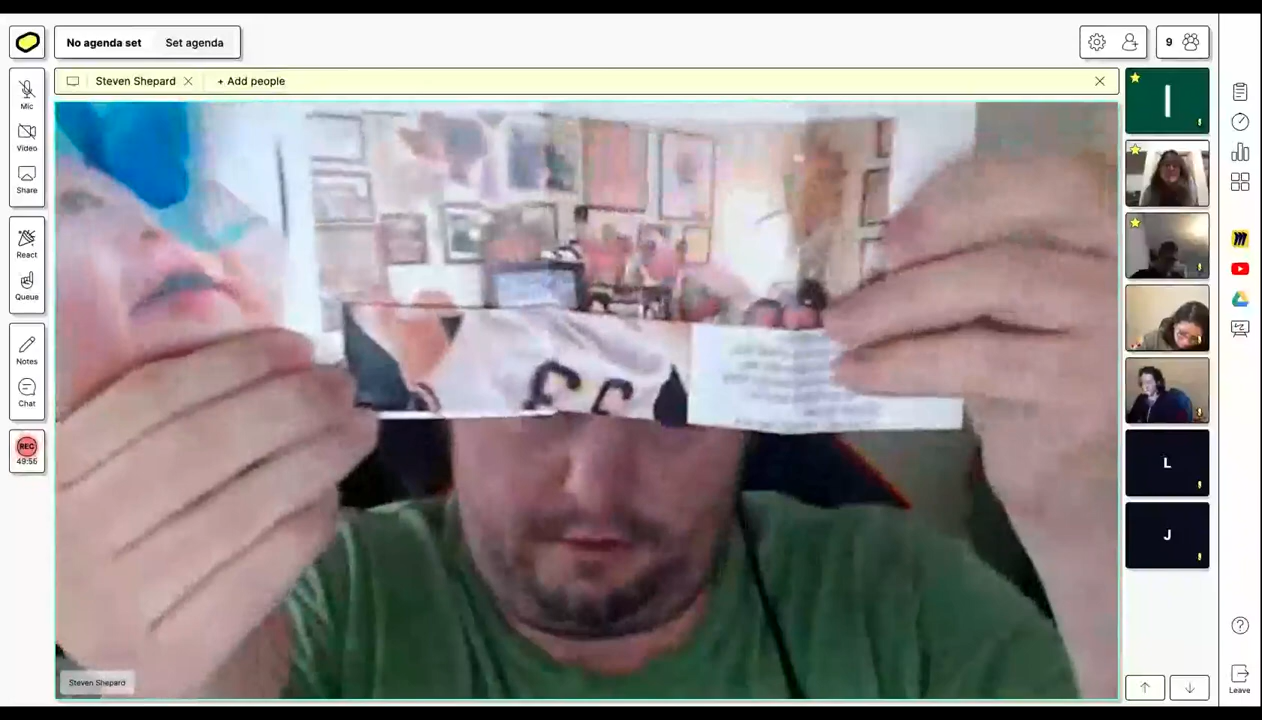 No agenda set
Set agenda
9
Steven Shepard
+ Add people
Mic
Video
Share
React
Queue
Notes
Chat
REC
49:56
I
L
J
Steven Shepard
Leave